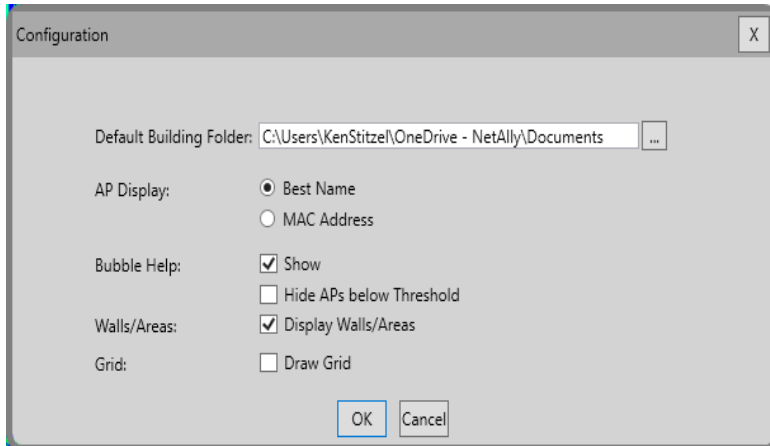 Configuration X
Default Building Folder: C:\Users\KenStitzel\OneDrive - NetAlly\Documents ...
AP Display: Best Name
MAC Address
Bubble Help: Show
Hide APs below Threshold
Walls/Areas: Display Walls/Areas
Grid: Draw Grid
OK Cancel